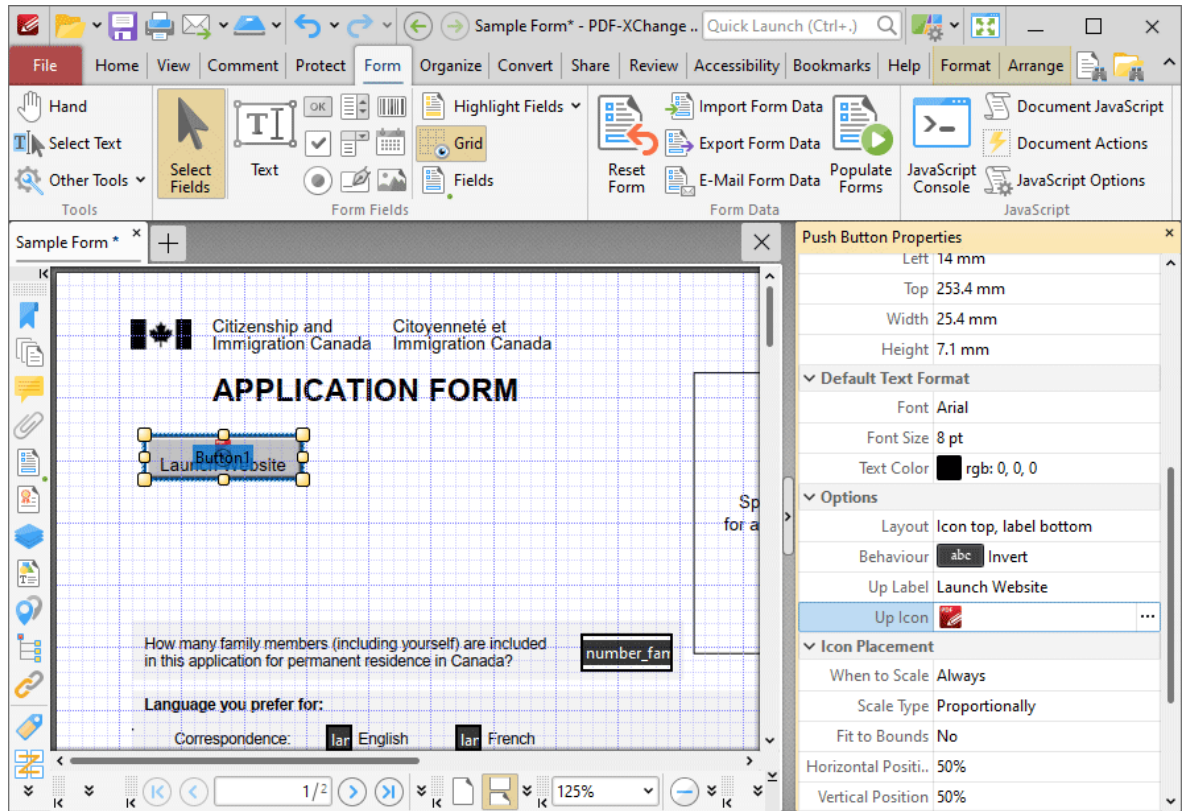 Sample Form* - PDF-XChange ..
Quick Launch (Ctrl+.)
File
Home
View
Comment
Protect
Form
Organize
Convert
Share
Review
Accessibility
Bookmarks
Help
Format
Arrange
Hand
Select Text
Other Tools
Tools
Select
Fields
Text
OK
Form Fields
Highlight Fields
Grid
Fields
Reset
Form
Import Form Data
Export Form Data
E-Mail Form Data
Populate
Forms
Form Data
JavaScript
Console
Document JavaScript
Document Actions
JavaScript Options
JavaScript
Sample Form *
Citizenship and
Immigration Canada
Citoyenneté et
Immigration Canada
APPLICATION FORM
Button1
Launch Website
Sp
for a
How many family members (including yourself) are included
in this application for permanent residence in Canada?
number_fam
Language you prefer for:
Correspondence:
lar
English
lar
French
1/2
125%
Push Button Properties
Left 14 mm
Top 253.4 mm
Width 25.4 mm
Height 7.1 mm
Default Text Format
Font Arial
Font Size 8 pt
Text Color rgb: 0, 0, 0
Options
Layout Icon top, label bottom
Behaviour abc Invert
Up Label Launch Website
Up Icon PDF ...
Icon Placement
When to Scale Always
Scale Type Proportionally
Fit to Bounds No
Horizontal Positi.. 50%
Vertical Position 50%